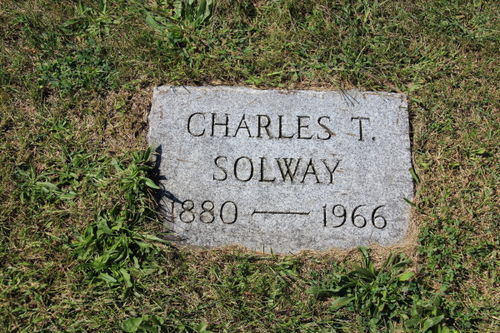 CHARLES T.
SOLWAY
1880 — 1966